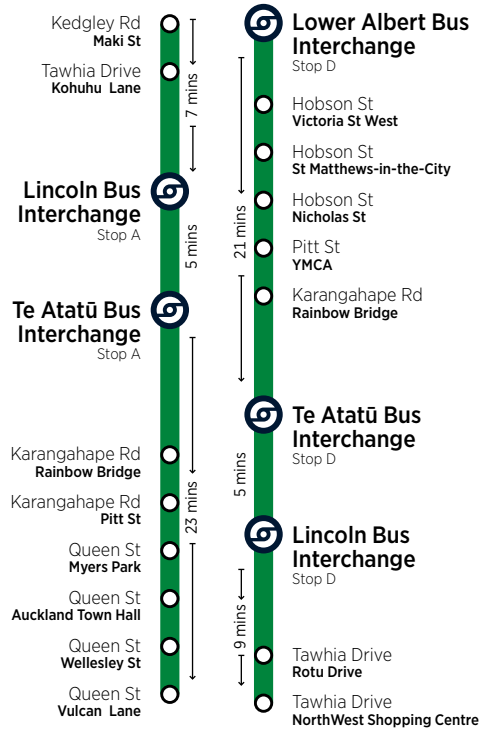 Kedgley Rd
Maki St
Tawhia Drive
Kohuhu Lane
7 mins
Lincoln Bus
Interchange
Stop A
5 mins
Te Atatū Bus
Interchange
Stop A
Karangahape Rd
Rainbow Bridge
Karangahape Rd
Pitt St
23 mins
Queen St
Myers Park
Queen St
Auckland Town Hall
Queen St
Wellesley St
Queen St
Vulcan Lane
Lower Albert Bus
Interchange
Stop D
Hobson St
Victoria St West
Hobson St
St Matthews-in-the-City
Hobson St
Nicholas St
21 mins
Pitt St
YMCA
Karangahape Rd
Rainbow Bridge
Te Atatū Bus
Interchange
Stop D
5 mins
Lincoln Bus
Interchange
Stop D
9 mins
Tawhia Drive
Rotu Drive
Tawhia Drive
NorthWest Shopping Centre